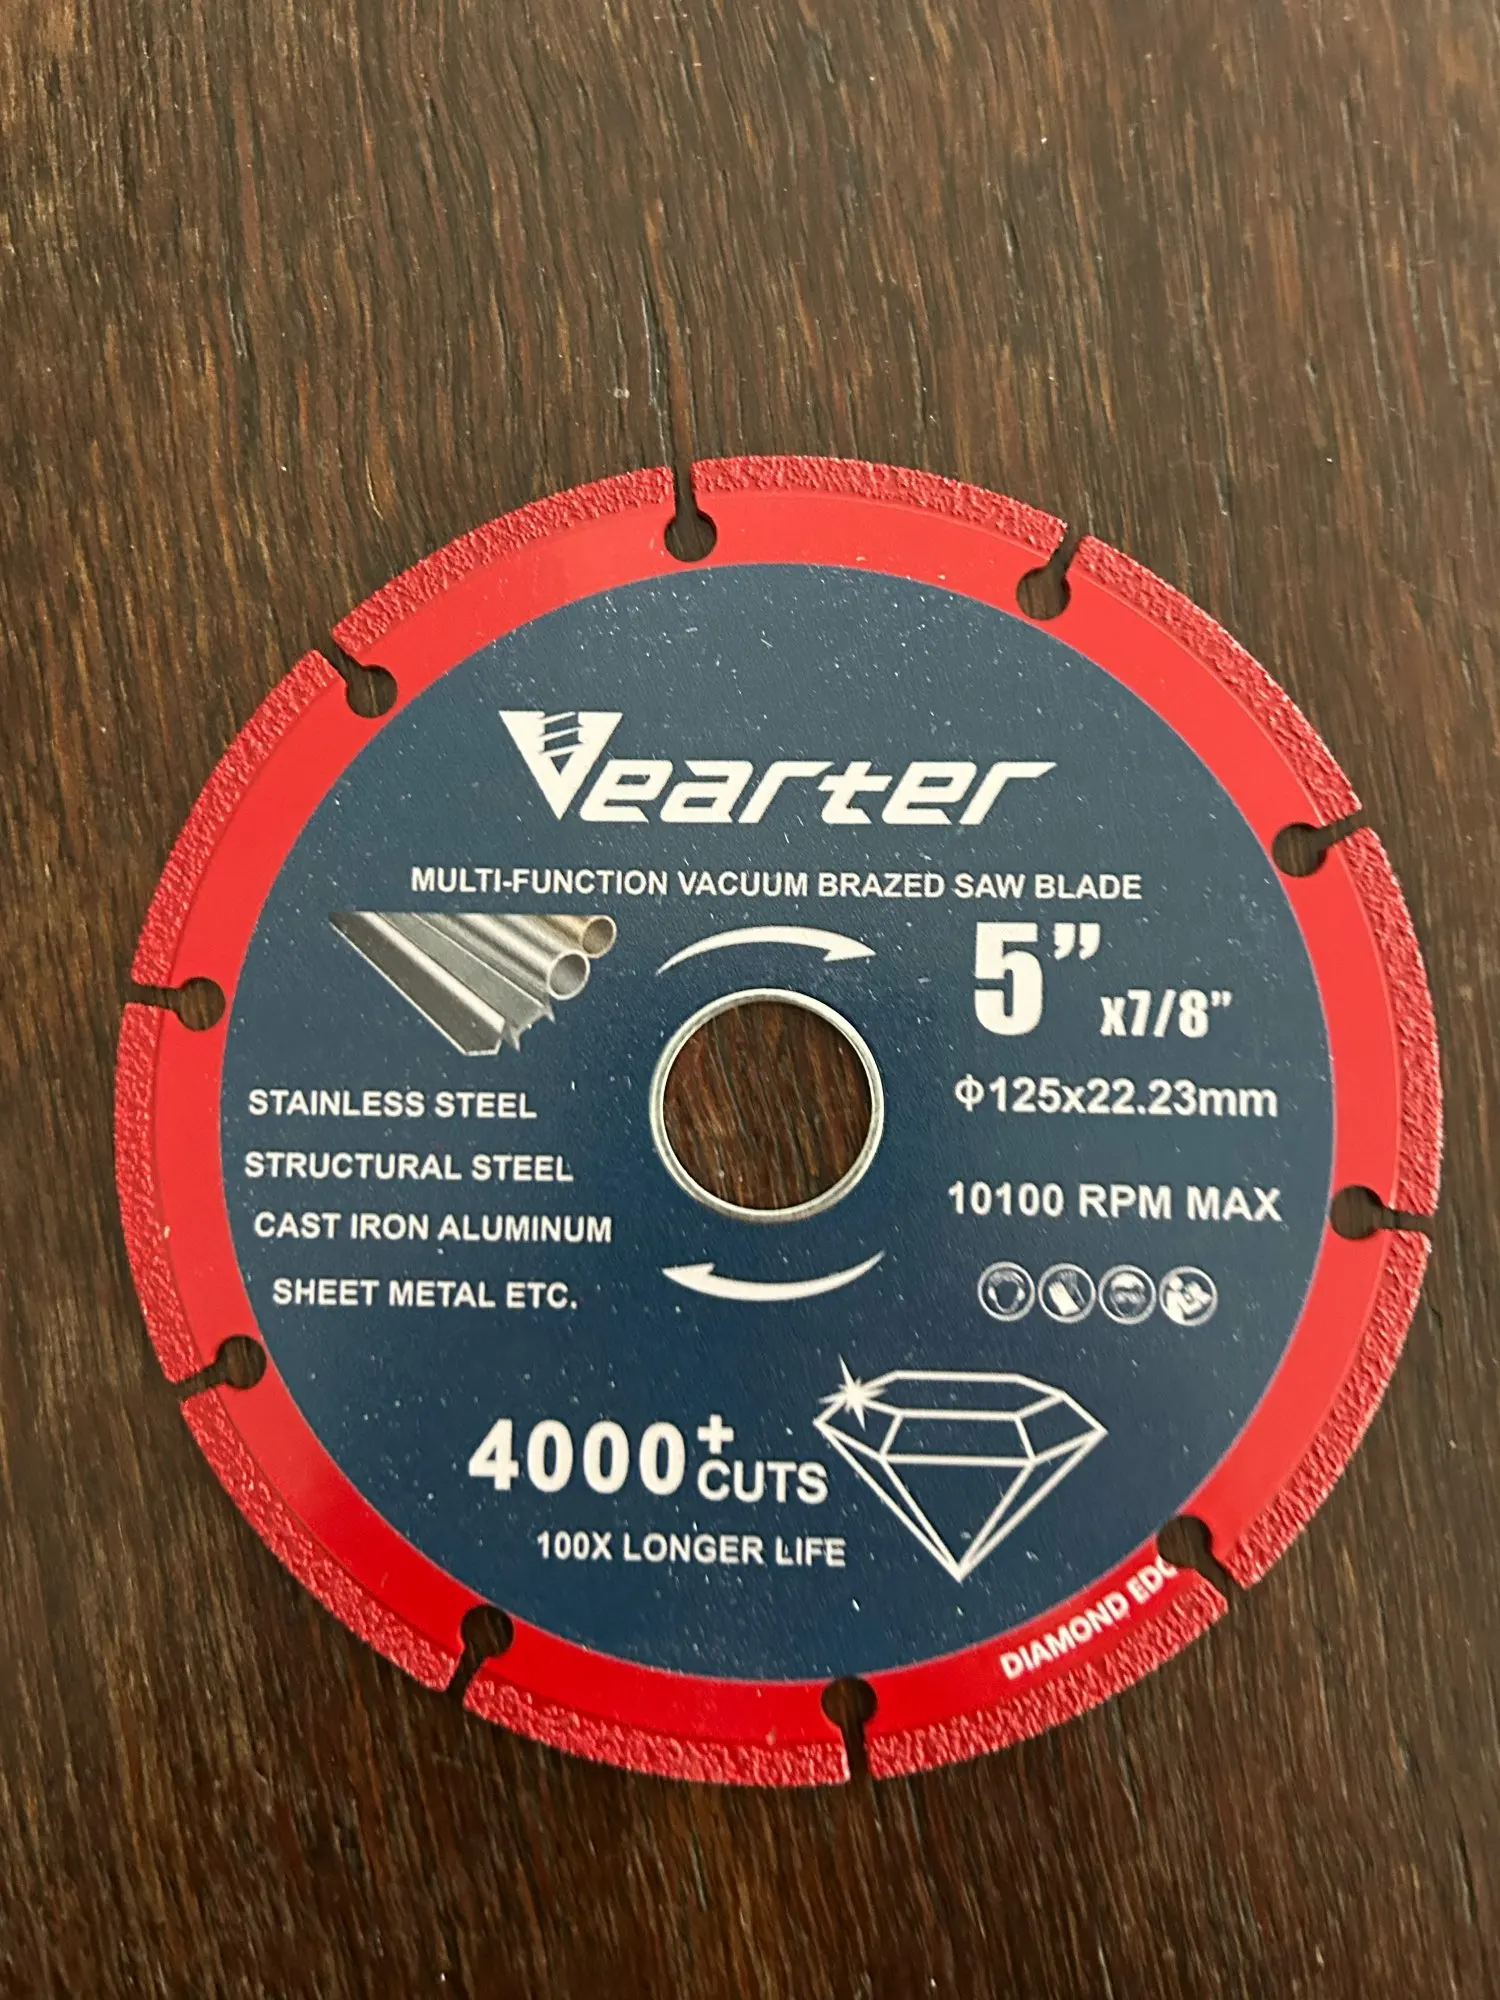 Vearter
MULTI-FUNCTION VACUUM BRAZED SAW BLADE
5” x7/8”
Φ125x22.23mm
10100 RPM MAX
STAINLESS STEEL
STRUCTURAL STEEL
CAST IRON ALUMINUM
SHEET METAL ETC.
4000+ CUTS
100X LONGER LIFE
DIAMOND